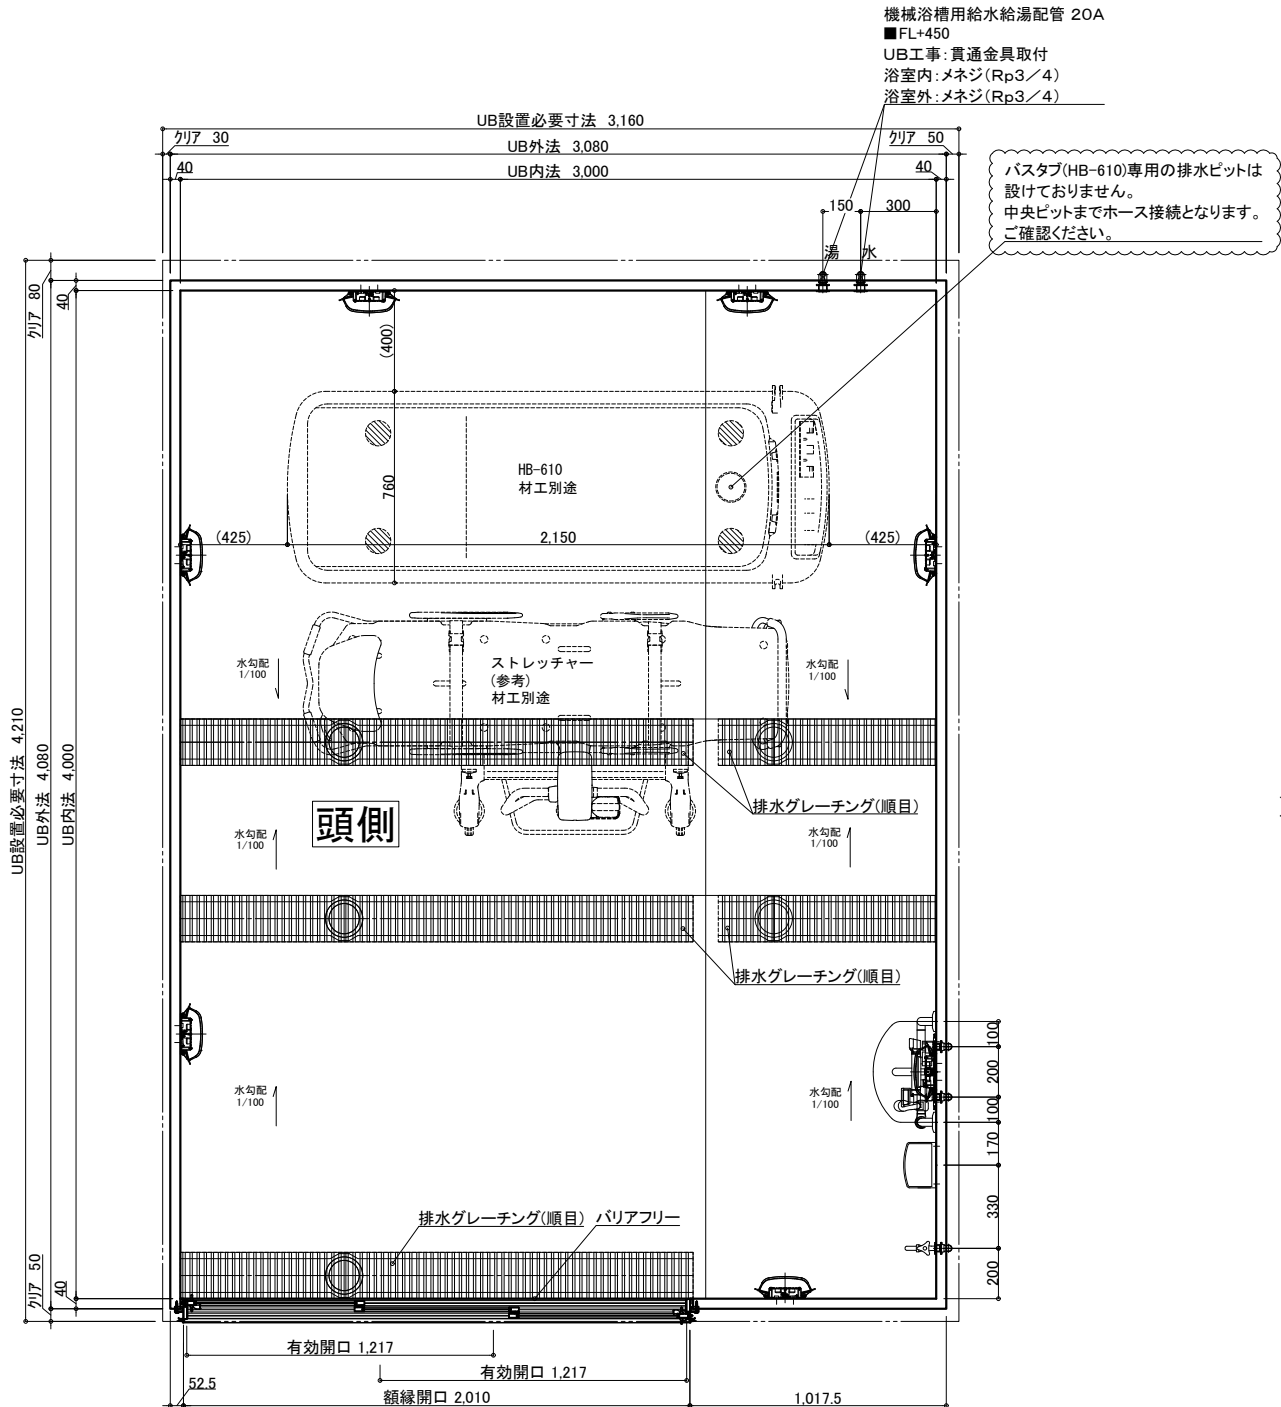 機械浴槽用給水給湯配管 20A
■FL+450
UB工事:貫通金具取付
浴室内:メネジ(Rp3/4)
浴室外:メネジ(Rp3/4)
UB設置必要寸法 3,160
クリア 30
UB外法 3,080
クリア 50
40
UB内法 3,000
40
バスタブ(HB-610)専用の排水ピットは
設けておりません。
中央ピットまでホース接続となります。
ご確認ください。
150
300
湯 水
クリア 80
40
(400)
HB-610
材工別途
760
(425)
2,150
(425)
水勾配
1/100
ストレッチャー
(参考)
材工別途
水勾配
1/100
UB設置必要寸法 4,210
UB外法 4,080
UB内法 4,000
排水グレーチング(順目)
頭側
水勾配
1/100
水勾配
1/100
排水グレーチング(順目)
100
200
100
170
330
200
水勾配
1/100
水勾配
1/100
排水グレーチング(順目) バリアフリー
クリア 50
40
有効開口 1,217
有効開口 1,217
52.5
額縁開口 2,010
1,017.5